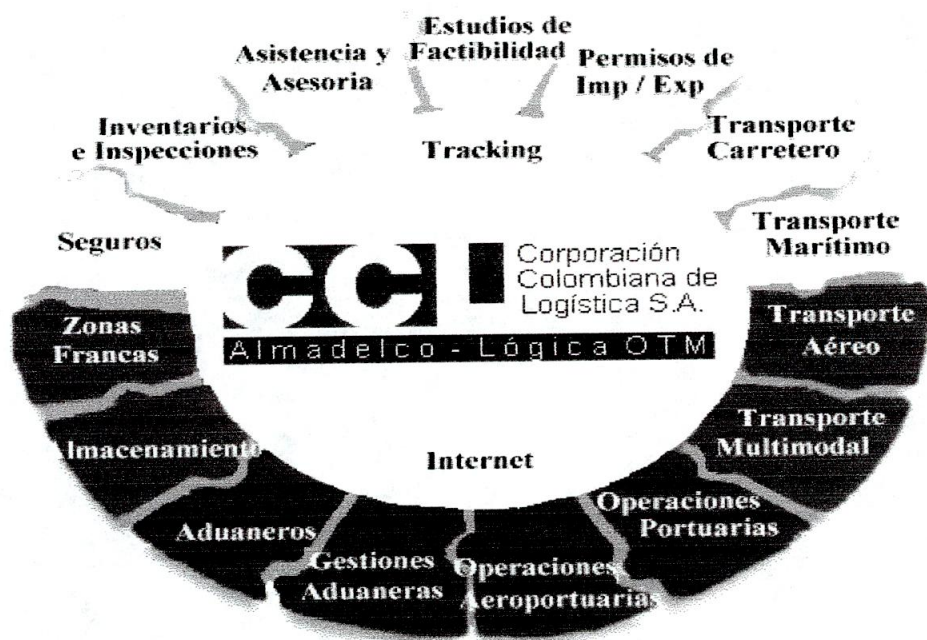 Estudios de
Factibilidad
Asistencia y
Asesoria
Permisos de
Imp / Exp
Inventarios
e Inspecciones
Tracking
Transporte
Carretero
Seguros
Transporte
Marítimo
CCL
Corporación
Colombiana de
Logística S.A.
Almadelco - Lógica OTM
Zonas
Francas
Transporte
Aéreo
Almacenamiento
Transporte
Multimodal
Internet
Aduaneros
Operaciones
Portuarias
Gestiones
Aduaneras
Operaciones
Aeroportuarias